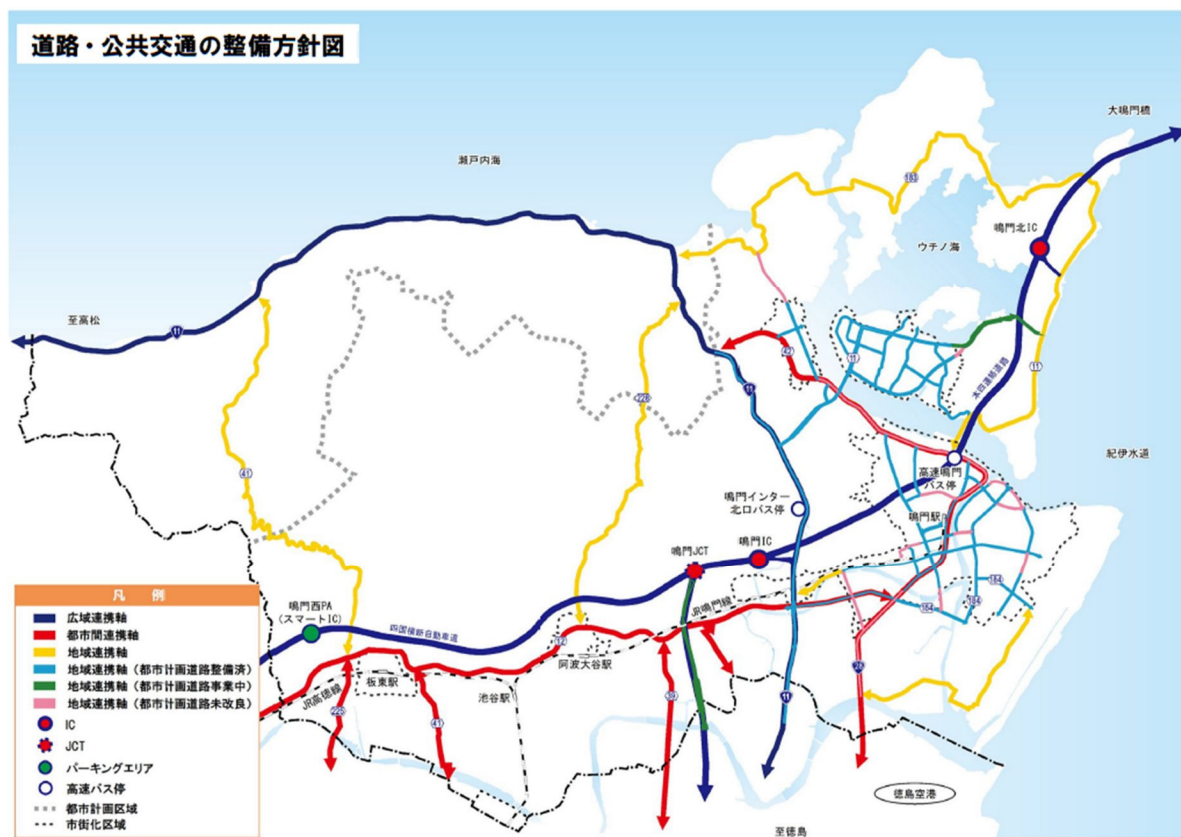 道路・公共交通の整備方針図
大鳴門橋
瀬戸内海
183
鳴門北IC
ウチノ海
至高松
11
42
11
本四連絡道路
11
11
228
紀伊水道
41
高速鳴門
バス停
鳴門インター
北口バス停
鳴門駅
鳴門JCT
鳴門IC
184
184
184
JR鳴門線
鳴門西PA
(スマートIC)
四国横断自動車道
12
阿波大谷駅
板東駅
JR高徳線
池谷駅
225
41
39
11
28
徳島空港
至徳島
凡 例
広域連携軸
都市間連携軸
地域連携軸
地域連携軸(都市計画道路整備済)
地域連携軸(都市計画道路事業中)
地域連携軸(都市計画道路未改良)
IC
JCT
パーキングエリア
高速バス停
都市計画区域
市街化区域